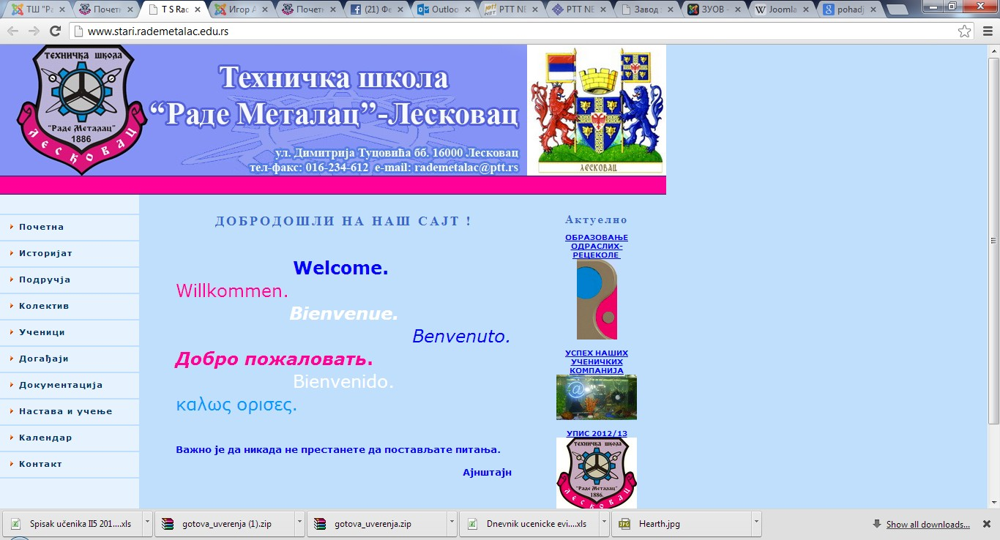 ТШ "Ра
Почетн
T S Rac
Игор А
Почетн
(21) Фе
Outloo
PTT NE
PTT NE
Завод з
ЗУОВ -
Joomla
pohadj
www.stari.rademetalac.edu.rs
Техничка школа
"Раде Металац"
1886
Лесковац
Техничка школа
“Раде Металац”-Лесковац
ул. Димитрија Туцовића бб. 16000 Лесковац
тел-факс: 016-234-612 e-mail: rademetalac@ptt.rs
ЛЕСКОВАЦ
Почетна
Историјат
Подручја
Колектив
Ученици
Догађаји
Документација
Настава и учење
Календар
Контакт
ДОБРОДОШЛИ НА НАШ САЈТ !
Welcome.
Willkommen.
Bienvenue.
Benvenuto.
Добро пожаловать.
Bienvenido.
καλως ορισες.
Важно је да никада не престанете да постављате питања.
Ајнштајн
Актуелно
ОБРАЗОВАЊЕ
ОДРАСЛИХ-
РЕЦЕКОЛЕ
УСПЕХ НАШИХ
УЧЕНИЧКИХ
КОМПАНИЈА
@
УПИС 2012/13
Техничка школа
"Раде Металац"
1886.
Лесковац
Spisak učenika II5 201....xls
gotova_uverenja (1).zip
gotova_uverenja.zip
Dnevnik ucenicke evi....xls
Hearth.jpg
Show all downloads...